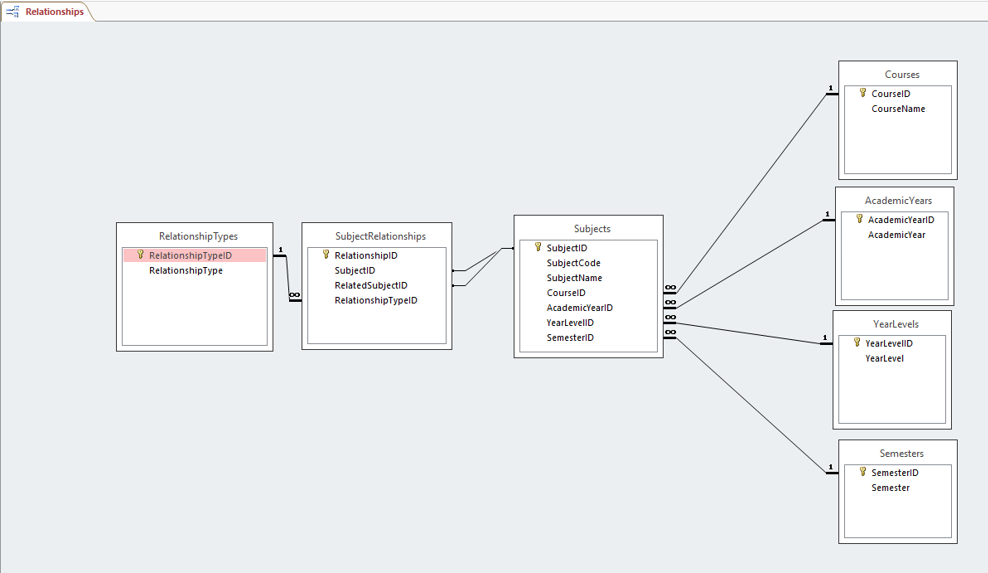 Relationships
RelationshipTypes
RelationshipTypeID
RelationshipType
1
∞
SubjectRelationships
RelationshipID
SubjectID
RelatedSubjectID
RelationshipTypeID
Subjects
SubjectID
SubjectCode
SubjectName
CourseID
AcademicYearID
YearLevelID
SemesterID
∞
∞
∞
∞
1
Courses
CourseID
CourseName
1
AcademicYears
AcademicYearID
AcademicYear
1
YearLevels
YearLevelID
YearLevel
1
Semesters
SemesterID
Semester